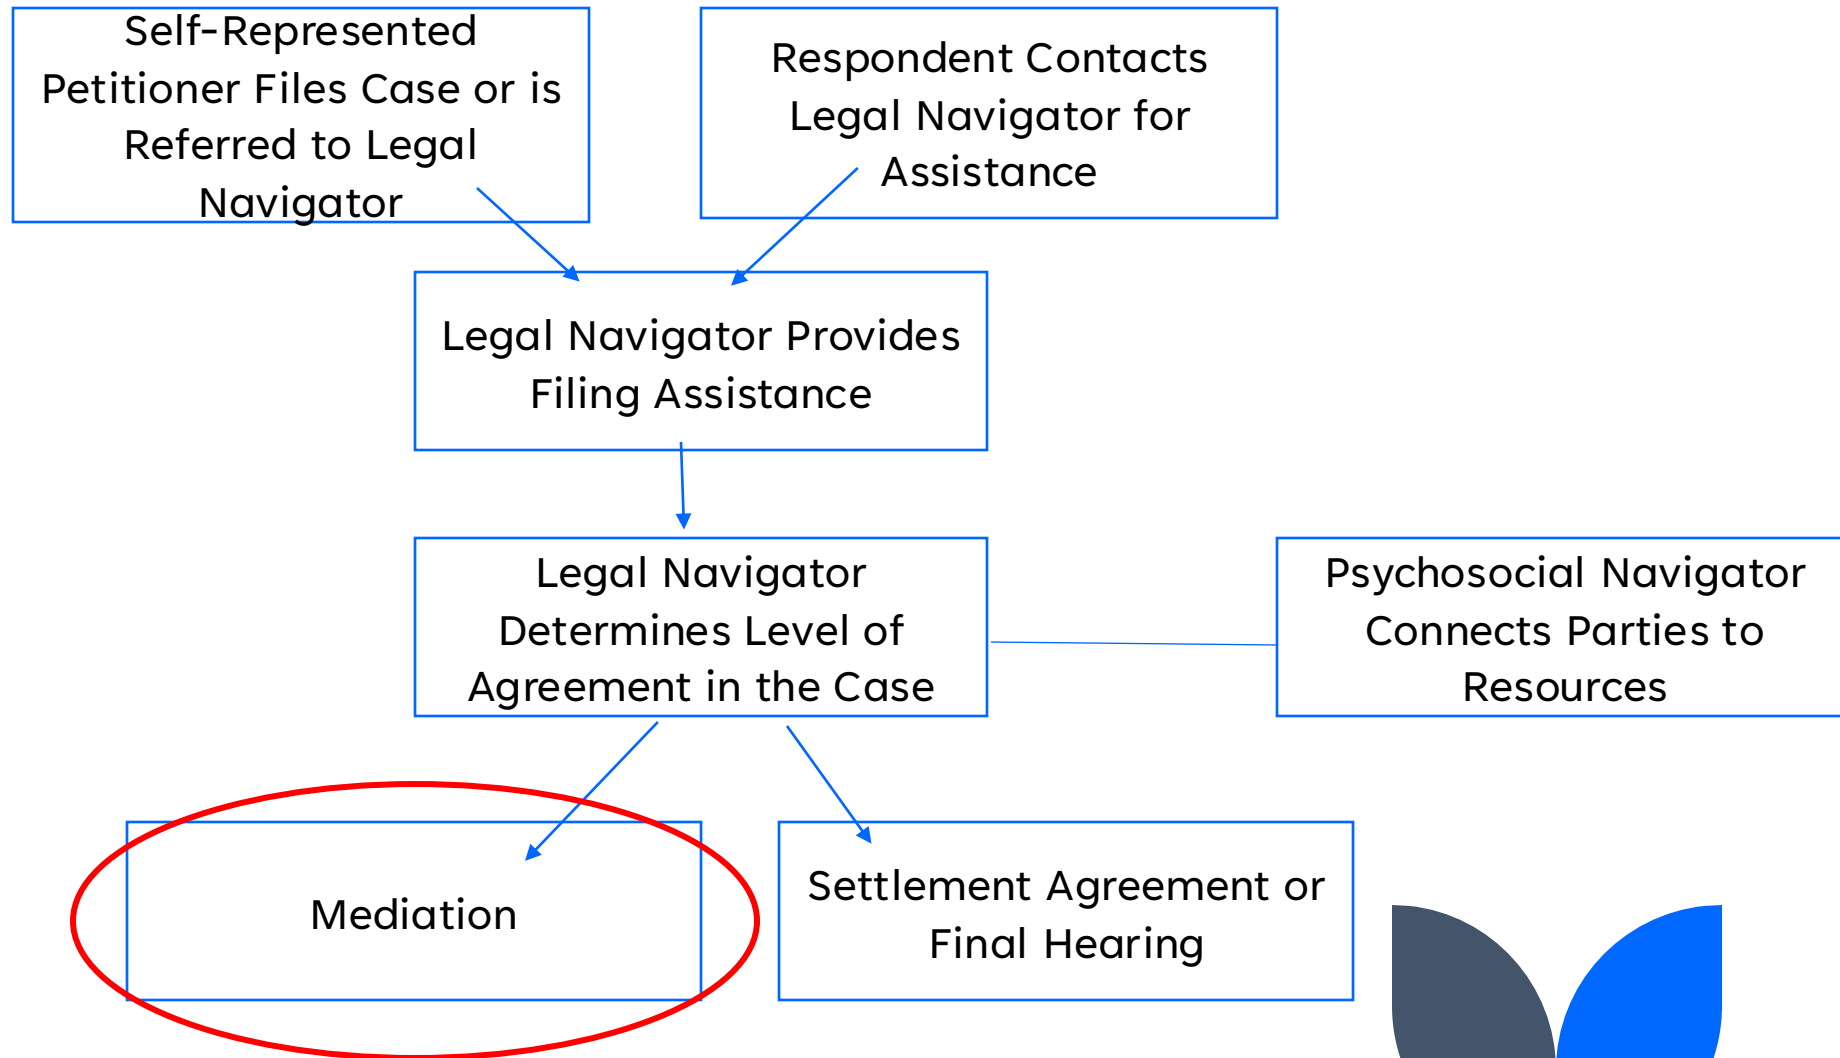 Self-Represented
Petitioner Files Case or is
Referred to Legal
Navigator
Respondent Contacts
Legal Navigator for
Assistance
Legal Navigator Provides
Filing Assistance
Legal Navigator
Determines Level of
Agreement in the Case
Psychosocial Navigator
Connects Parties to
Resources
Mediation
Settlement Agreement or
Final Hearing